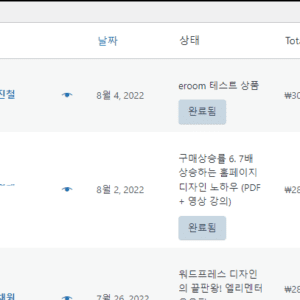 날짜 상태 Tot
진철 8월 4, 2022 eroom 테스트 상품
완료됨 ₩30
8월 2, 2022 구매상승률 6. 7배
상승하는 홈페이지
디자인 노하우 (PDF
+ 영상 강의) ₩28
완료됨
채원 7월 26, 2022 워드프레스 디자인
의 끝판왕! 엘리멘터 ₩28